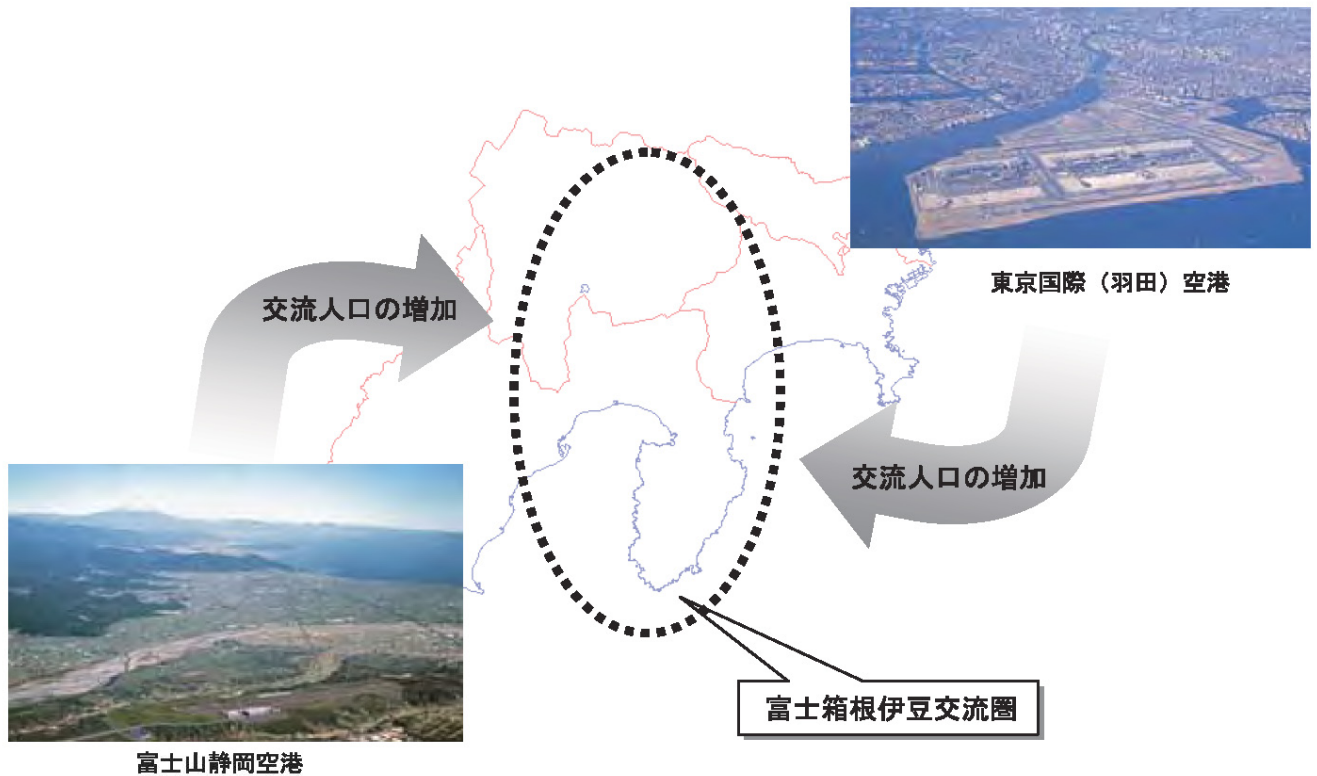 東京国際（羽田）空港
交流人口の増加
交流人口の増加
富士箱根伊豆交流圏
富士山静岡空港